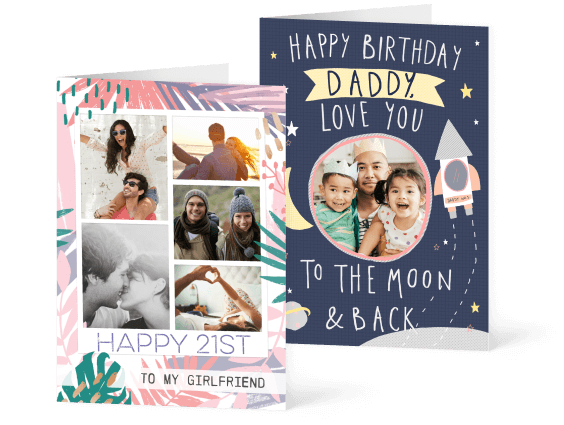 HAPPY BIRTHDAY
DADDY,
LOVE YOU
TO THE MOON
& BACK
HAPPY 21ST
TO MY GIRLFRIEND